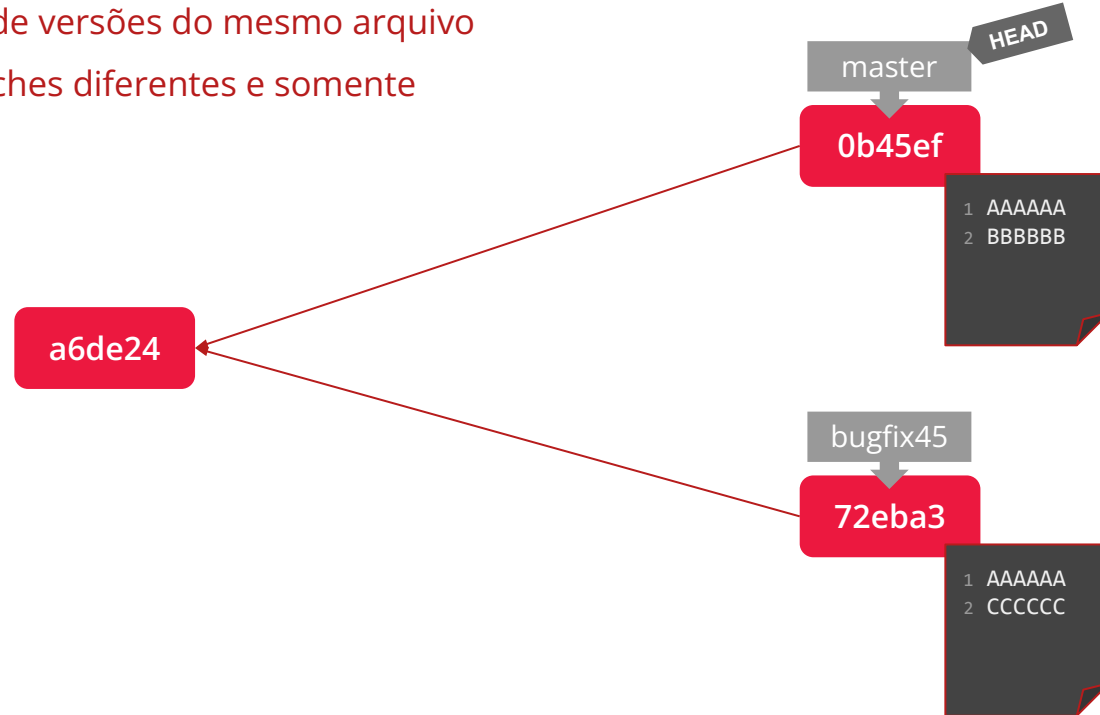 de versões do mesmo arquivo
ches diferentes e somente
HEAD
master
0b45ef
1 AAAAAA
2 BBBBBB
a6de24
bugfix45
72eba3
1 AAAAAA
2 CCCCCC